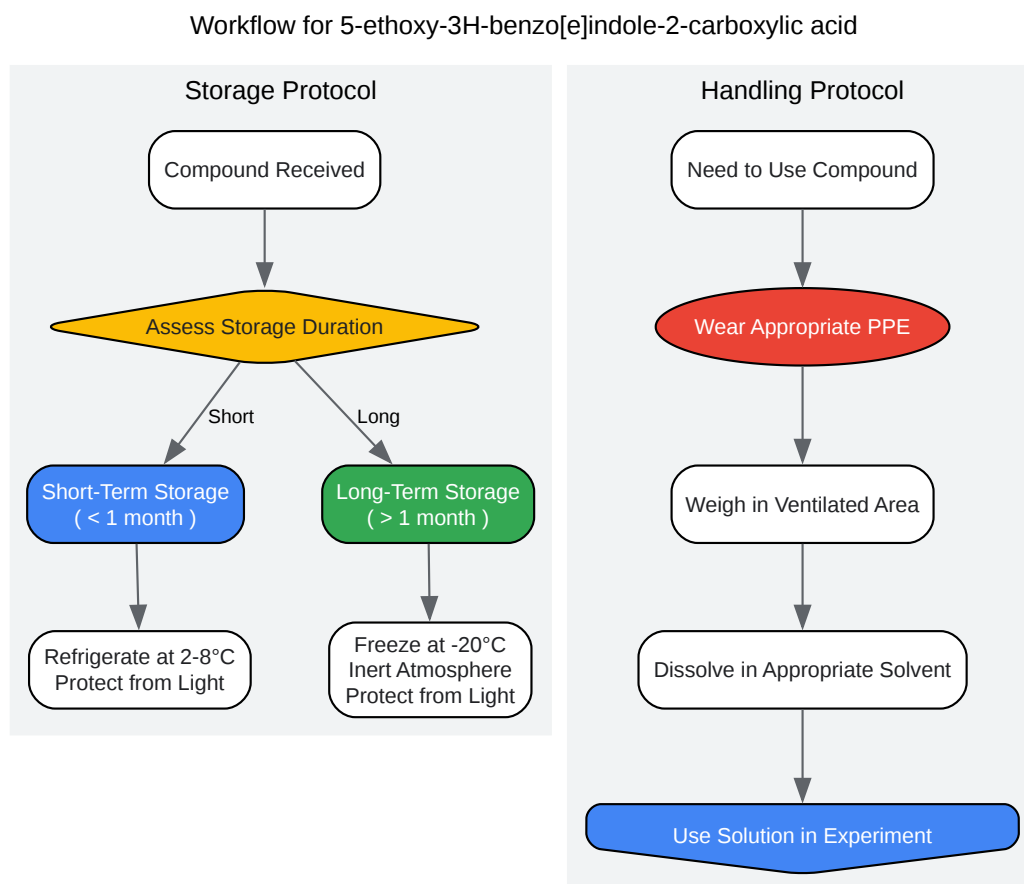 Workflow for 5-ethoxy-3H-benzo[e]indole-2-carboxylic acid
Storage Protocol
Compound Received
Assess Storage Duration
Short
Long
Short-Term Storage
( < 1 month )
Long-Term Storage
( > 1 month )
Refrigerate at 2-8°C
Protect from Light
Freeze at -20°C
Inert Atmosphere
Protect from Light
Handling Protocol
Need to Use Compound
Wear Appropriate PPE
Weigh in Ventilated Area
Dissolve in Appropriate Solvent
Use Solution in Experiment